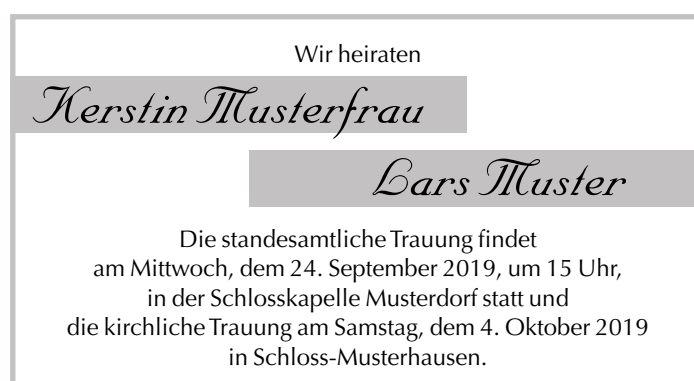 Wir heiraten
Kerstin Musterfrau
Lars Muster
Die standesamtliche Trauung findet
am Mittwoch, dem 24. September 2019, um 15 Uhr,
in der Schlosskapelle Musterdorf statt und
die kirchliche Trauung am Samstag, dem 4. Oktober 2019
in Schloss-Musterhausen.